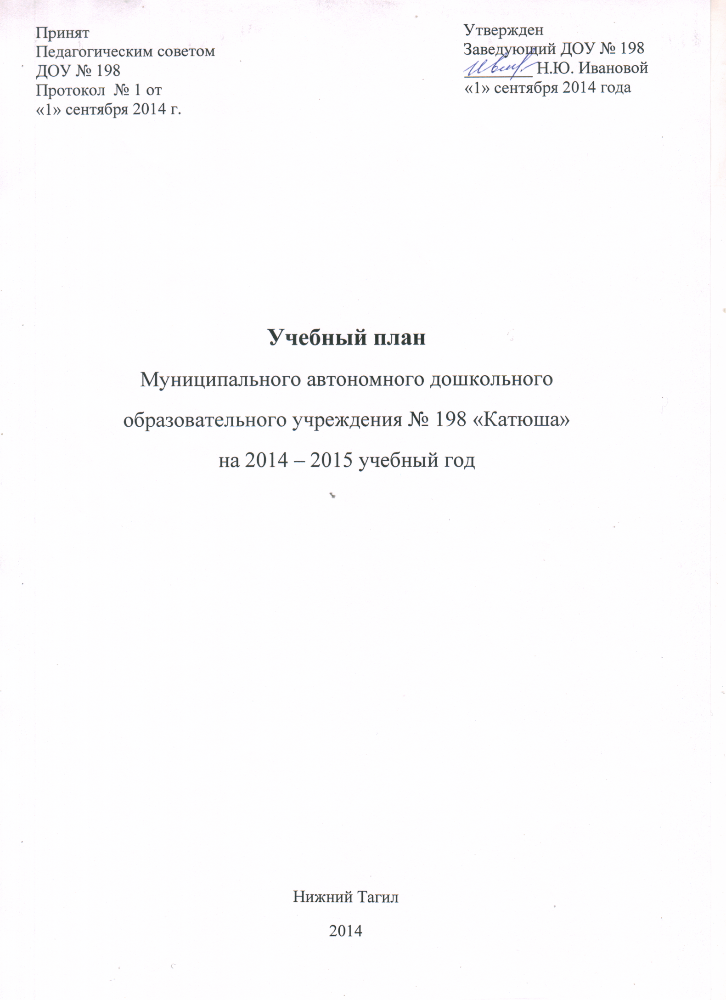 Принят
Педагогическим советом
ДОУ № 198
Протокол № 1 от
«1» сентября 2014 г.
Утвержден
Заведующий ДОУ № 198
Н.Ю. Ивановой
«1» сентября 2014 года
Учебный план
Муниципального автономного дошкольного
образовательного учреждения № 198 «Катюша»
на 2014 – 2015 учебный год
Нижний Тагил
2014